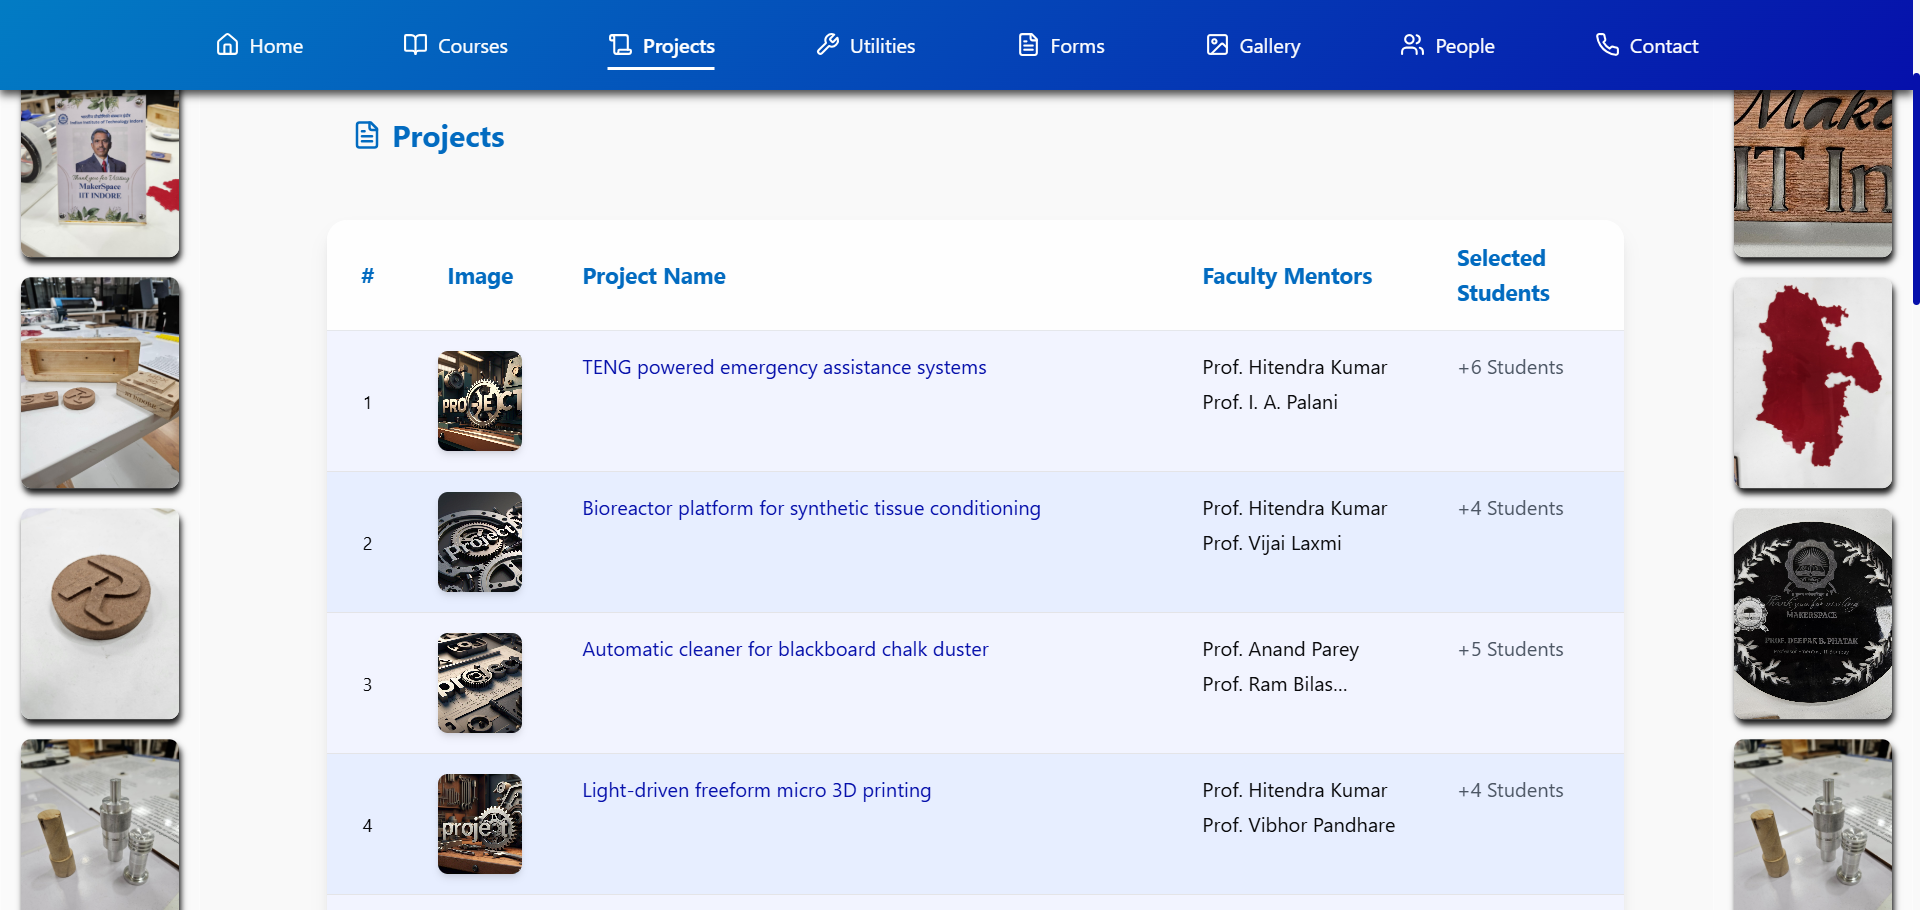 Home
Courses
Projects
Utilities
Forms
Gallery
People
Contact
Projects
Indian Institute of Technology Indore
Thank you for Visiting
MakerSpace
IIT INDORE
Make
IIT In
#
Image
Project Name
Faculty Mentors
Selected
Students
1
PROJECT
TENG powered emergency assistance systems
Prof. Hitendra Kumar
Prof. I. A. Palani
+6 Students
2
Project
Bioreactor platform for synthetic tissue conditioning
Prof. Hitendra Kumar
Prof. Vijai Laxmi
+4 Students
3
project
Automatic cleaner for blackboard chalk duster
Prof. Anand Parey
Prof. Ram Bilas...
+5 Students
R
Thank you for visiting
MAKERSPACE
PROF. DEEPAK B. PHATAK
4
project
Light-driven freeform micro 3D printing
Prof. Hitendra Kumar
Prof. Vibhor Pandhare
+4 Students